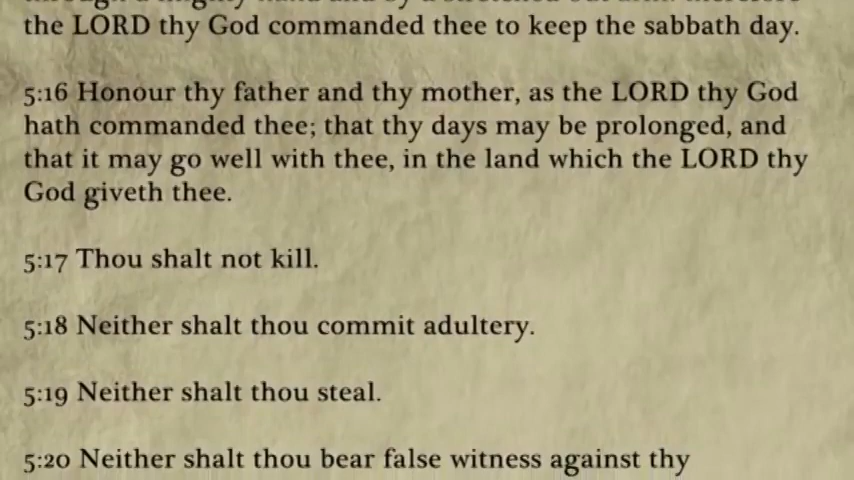 the LORD thy God commanded thee to keep the sabbath day.
5:16 Honour thy father and thy mother, as the LORD thy God
hath commanded thee; that thy days may be prolonged, and
that it may go well with thee, in the land which the LORD thy
God giveth thee.
5:17 Thou shalt not kill.
5:18 Neither shalt thou commit adultery.
5:19 Neither shalt thou steal.
5:20 Neither shalt thou bear false witness against thy